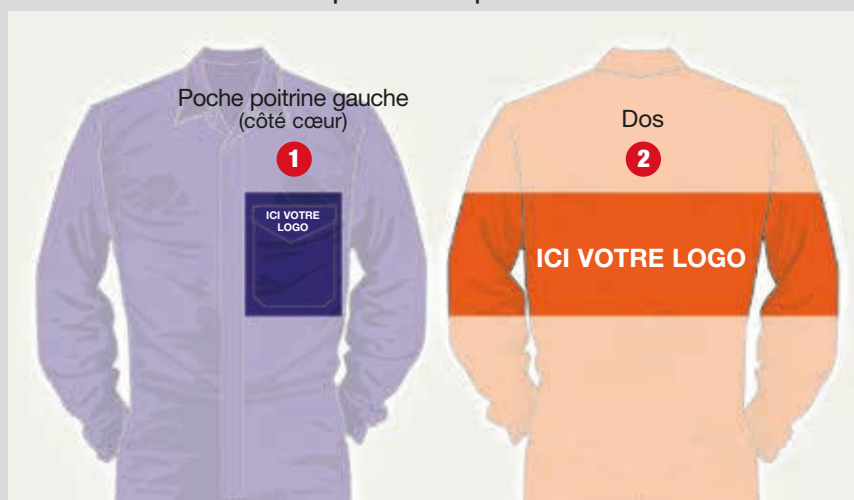 Poche poitrine gauche
(côté cœur)
1
ICI VOTRE
LOGO
Dos
2
ICI VOTRE LOGO